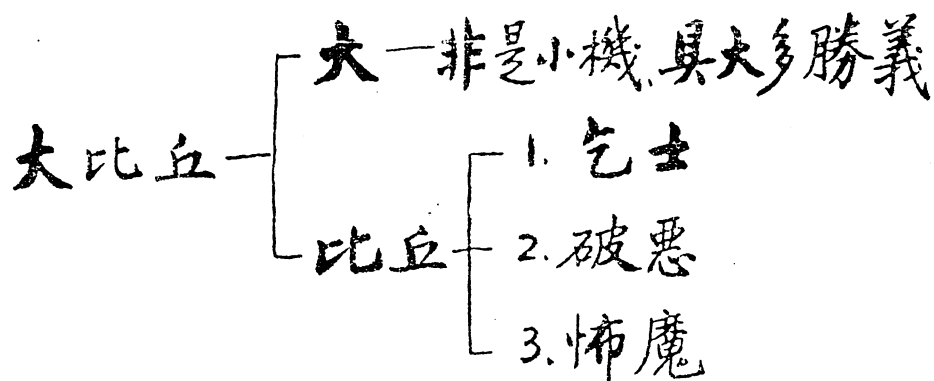 大—非是小機、具大多勝義
大比丘
1. 乞士
比丘
2. 破惡
3. 怖魔